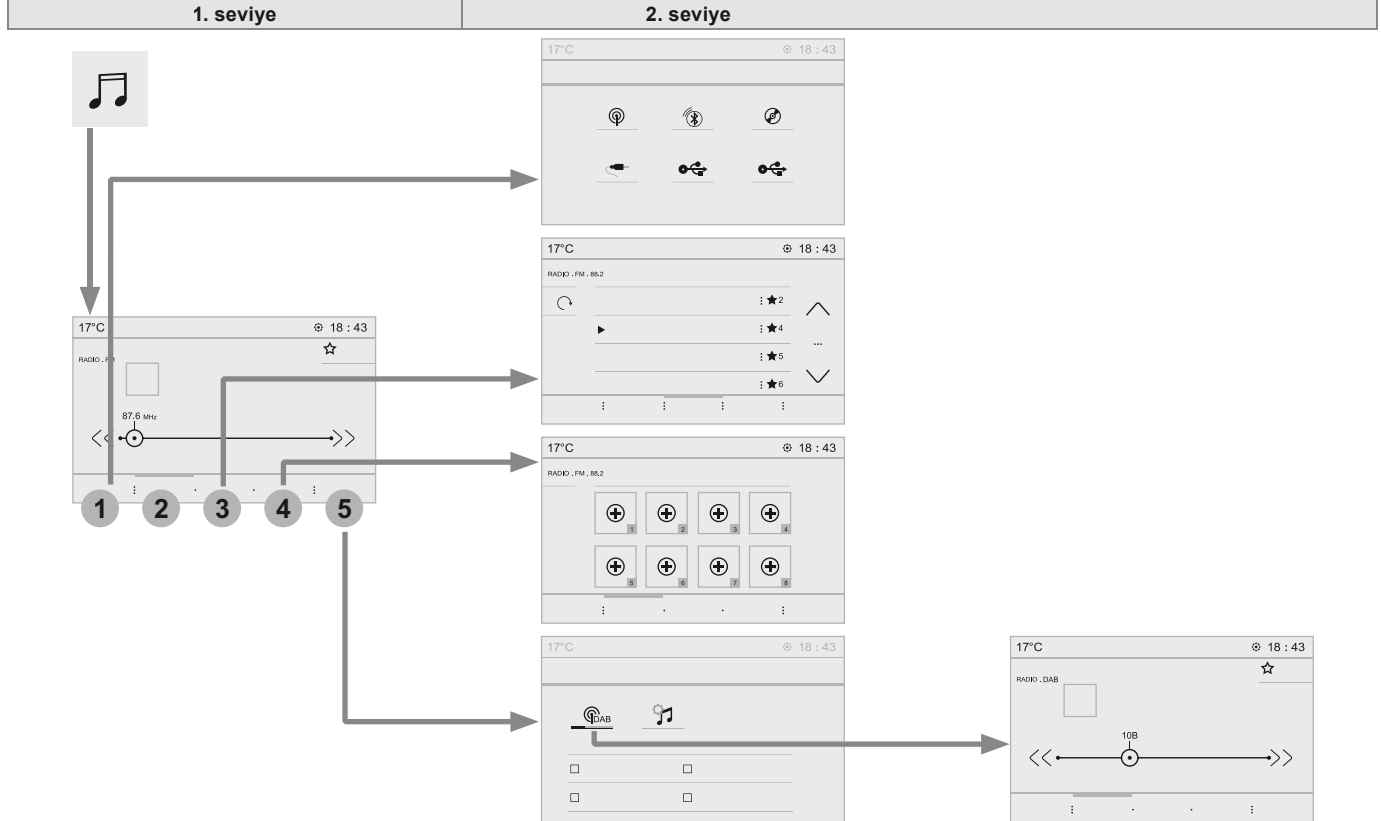 1. seviye
2. seviye
17°C 18 : 43
17°C 18 : 43
RADIO . FM . 88.2
2
4
...
5
6
17°C 18 : 43
RADIO . FM
87.6 MHz
1 2 3 4 5
17°C 18 : 43
RADIO . FM . 88.2
1 2 3 4
5 6 7 8
17°C 18 : 43
DAB
17°C 18 : 43
RADIO . DAB
10B